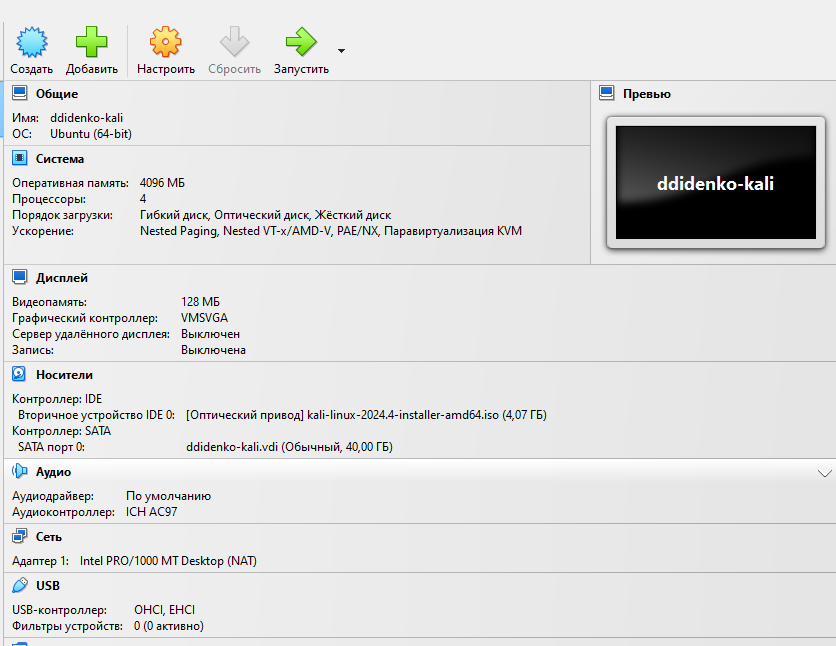 Создать Добавить Настроить Сбросить Запустить
Общие
Имя: ddidenko-kali
ОС: Ubuntu (64-bit)
Превью
ddidenko-kali
Система
Оперативная память: 4096 МБ
Процессоры: 4
Порядок загрузки: Гибкий диск, Оптический диск, Жёсткий диск
Ускорение: Nested Paging, Nested VT-x/AMD-V, PAE/NX, Паравиртуализация KVM
Дисплей
Видеопамять: 128 МБ
Графический контроллер: VMSVGA
Сервер удалённого дисплея: Выключен
Запись: Выключена
Носители
Контроллер: IDE
Вторичное устройство IDE 0: [Оптический привод] kali-linux-2024.4-installer-amd64.iso (4,07 ГБ)
Контроллер: SATA
SATA порт 0: ddidenko-kali.vdi (Обычный, 40,00 ГБ)
Аудио
Аудиодрайвер: По умолчанию
Аудиоконтроллер: ICH AC97
Сеть
Адаптер 1: Intel PRO/1000 MT Desktop (NAT)
USB
USB-контроллер: OHCI, EHCI
Фильтры устройств: 0 (0 активно)